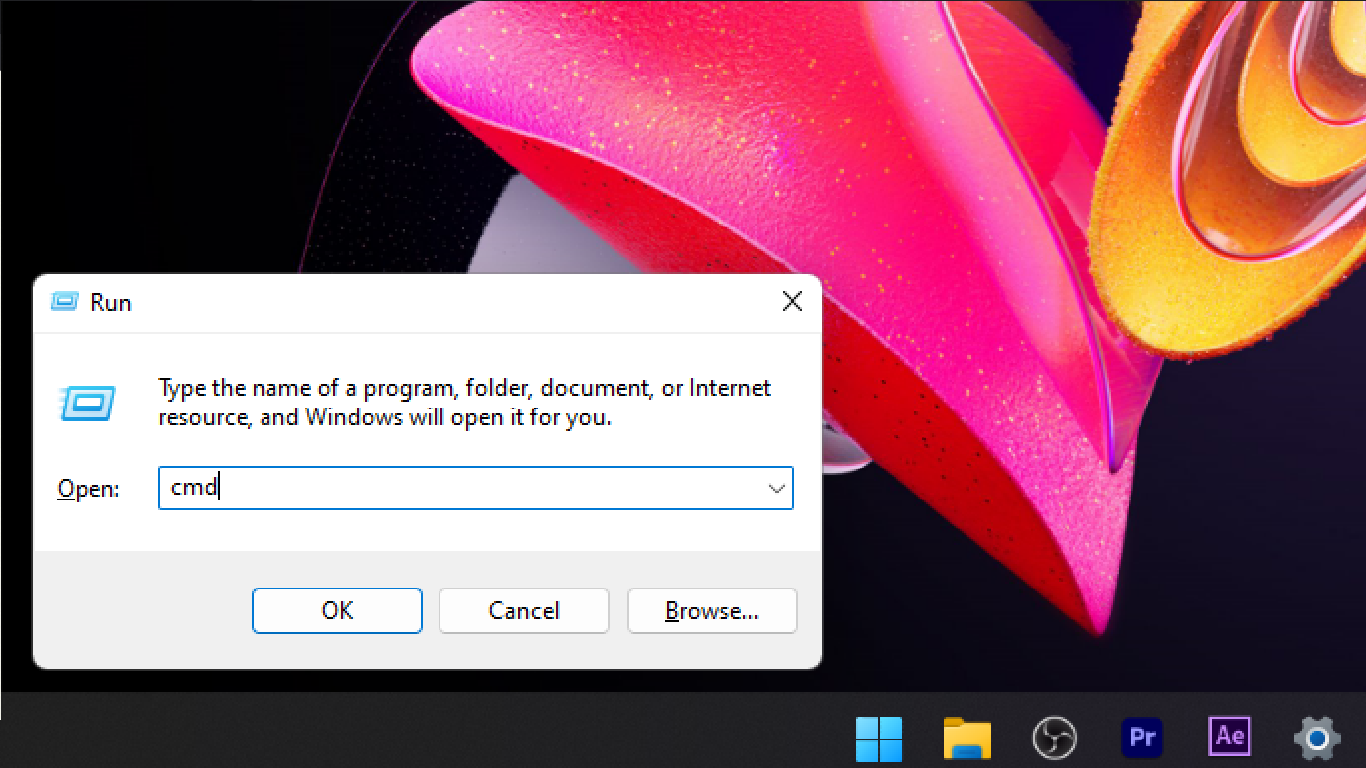 Run
Type the name of a program, folder, document, or Internet
resource, and Windows will open it for you.
Open:
cmd
OK
Cancel
Browse...
Pr
Ae